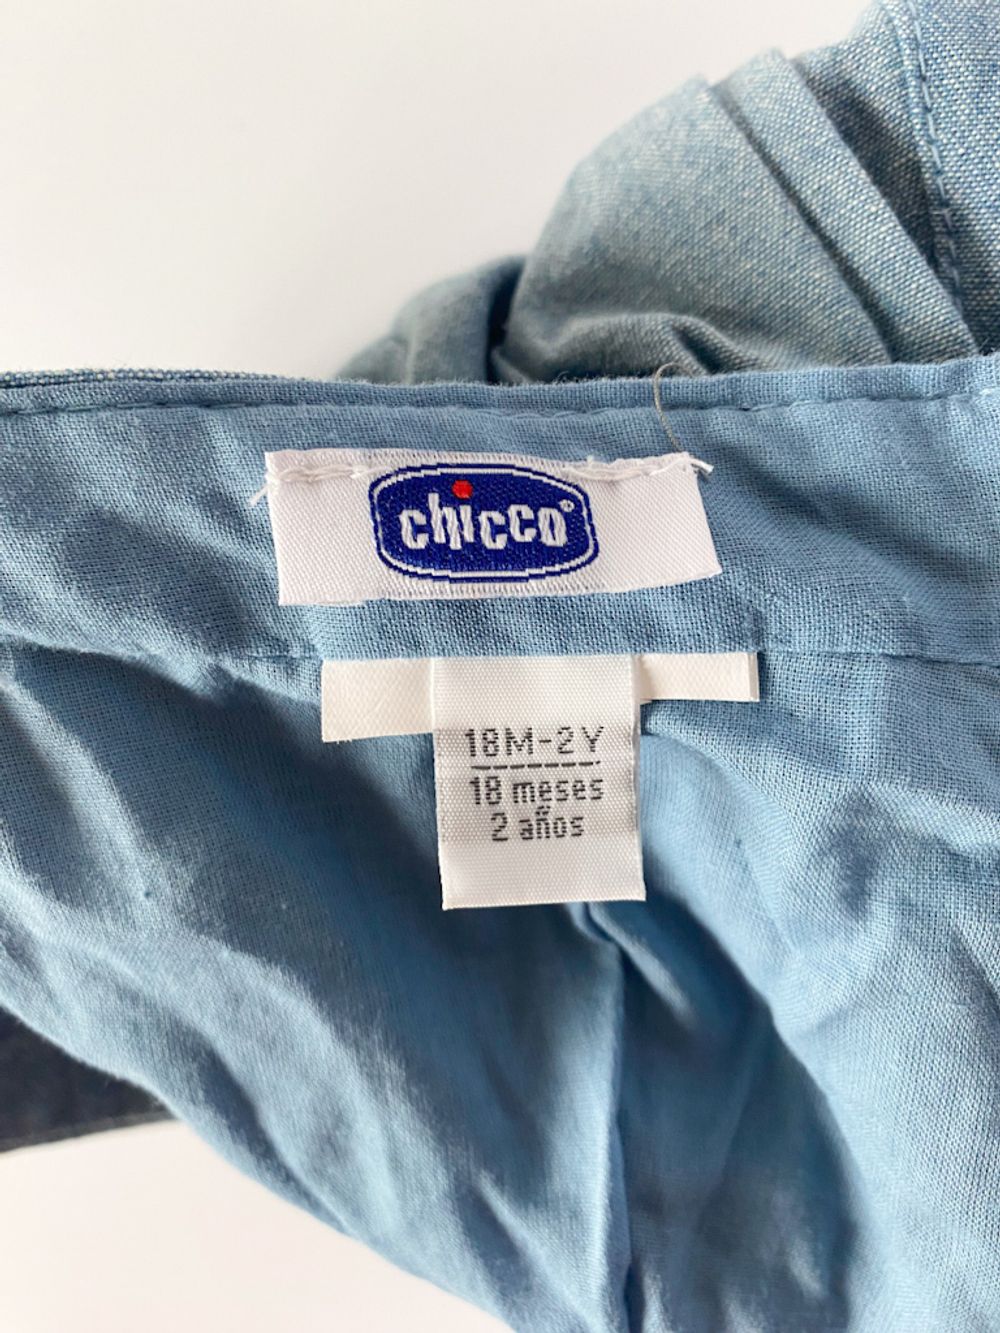 chicco®
18M-2Y
18 meses
2 años